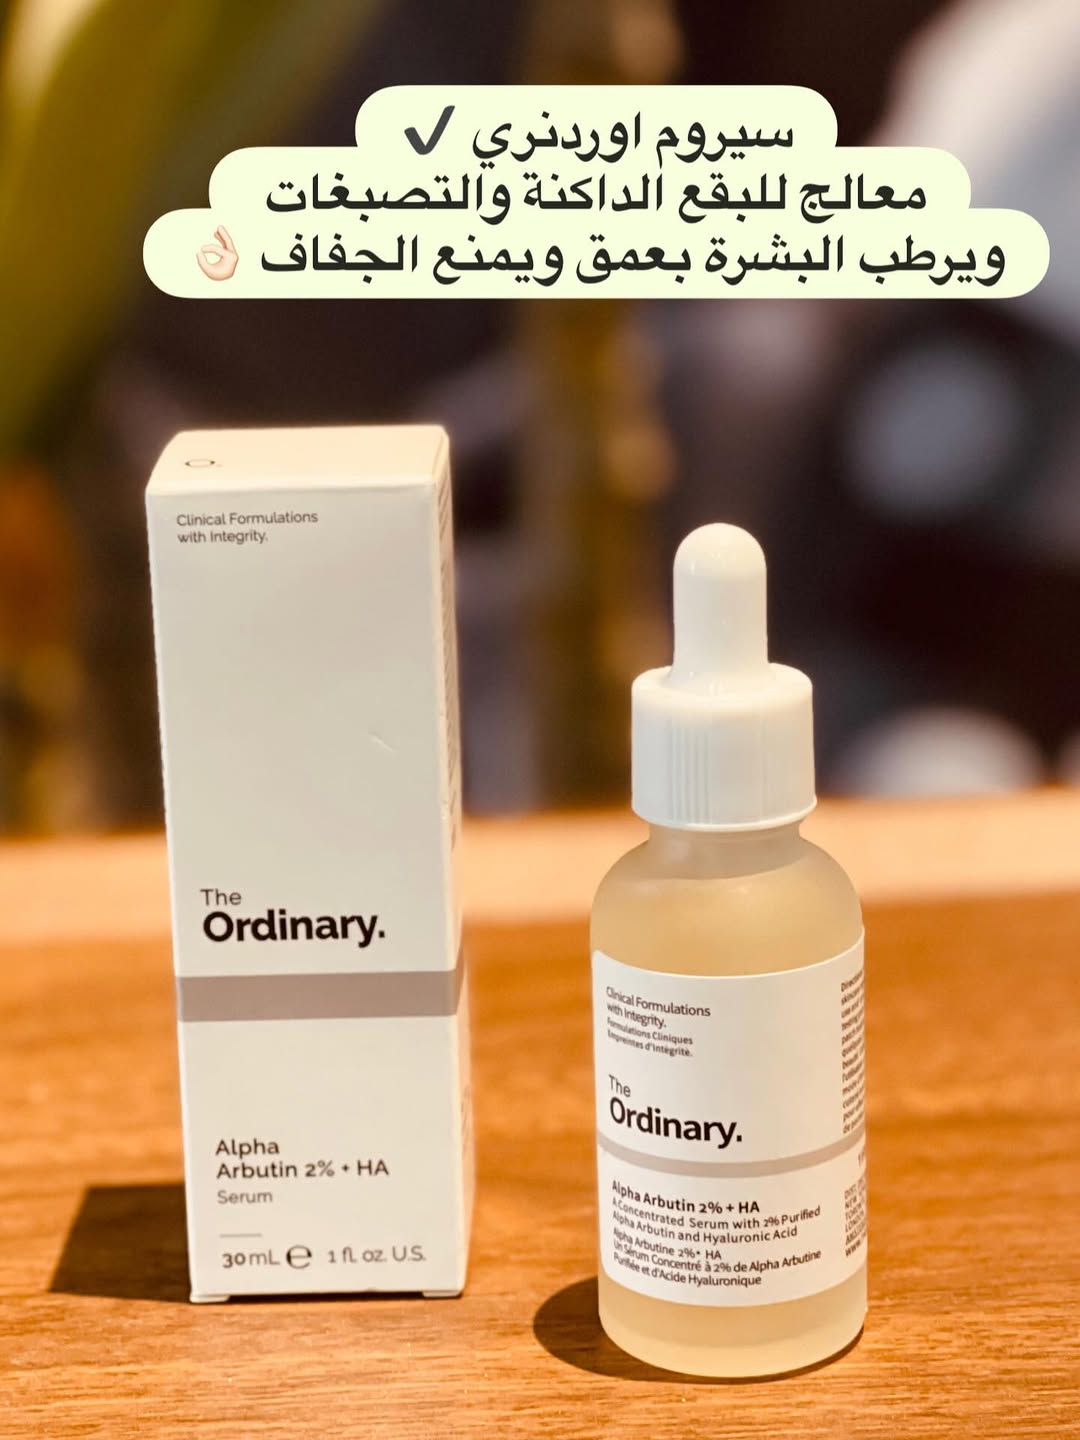 سيروم اوردنري ✔
معالج للبقع الداكنة والتصبغات
ويرطب البشرة بعمق ويمنع الجفاف 👌🏻
Clinical Formulations
with Integrity.
The
Ordinary.
Alpha
Arbutin 2% + HA
Serum
30 mL ℮ 1 fl. oz. U.S.
Clinical Formulations
with Integrity.
Formulations Cliniques
Empreintes d'Intégrité.
The
Ordinary.
Alpha Arbutin 2% + HA
A Concentrated Serum with 2% Purified
Alpha Arbutin and Hyaluronic Acid
Alpha Arbutine 2%+ HA
Un Sérum Concentré à 2% de Alpha Arbutine
Purifiée et d'Acide Hyaluronique